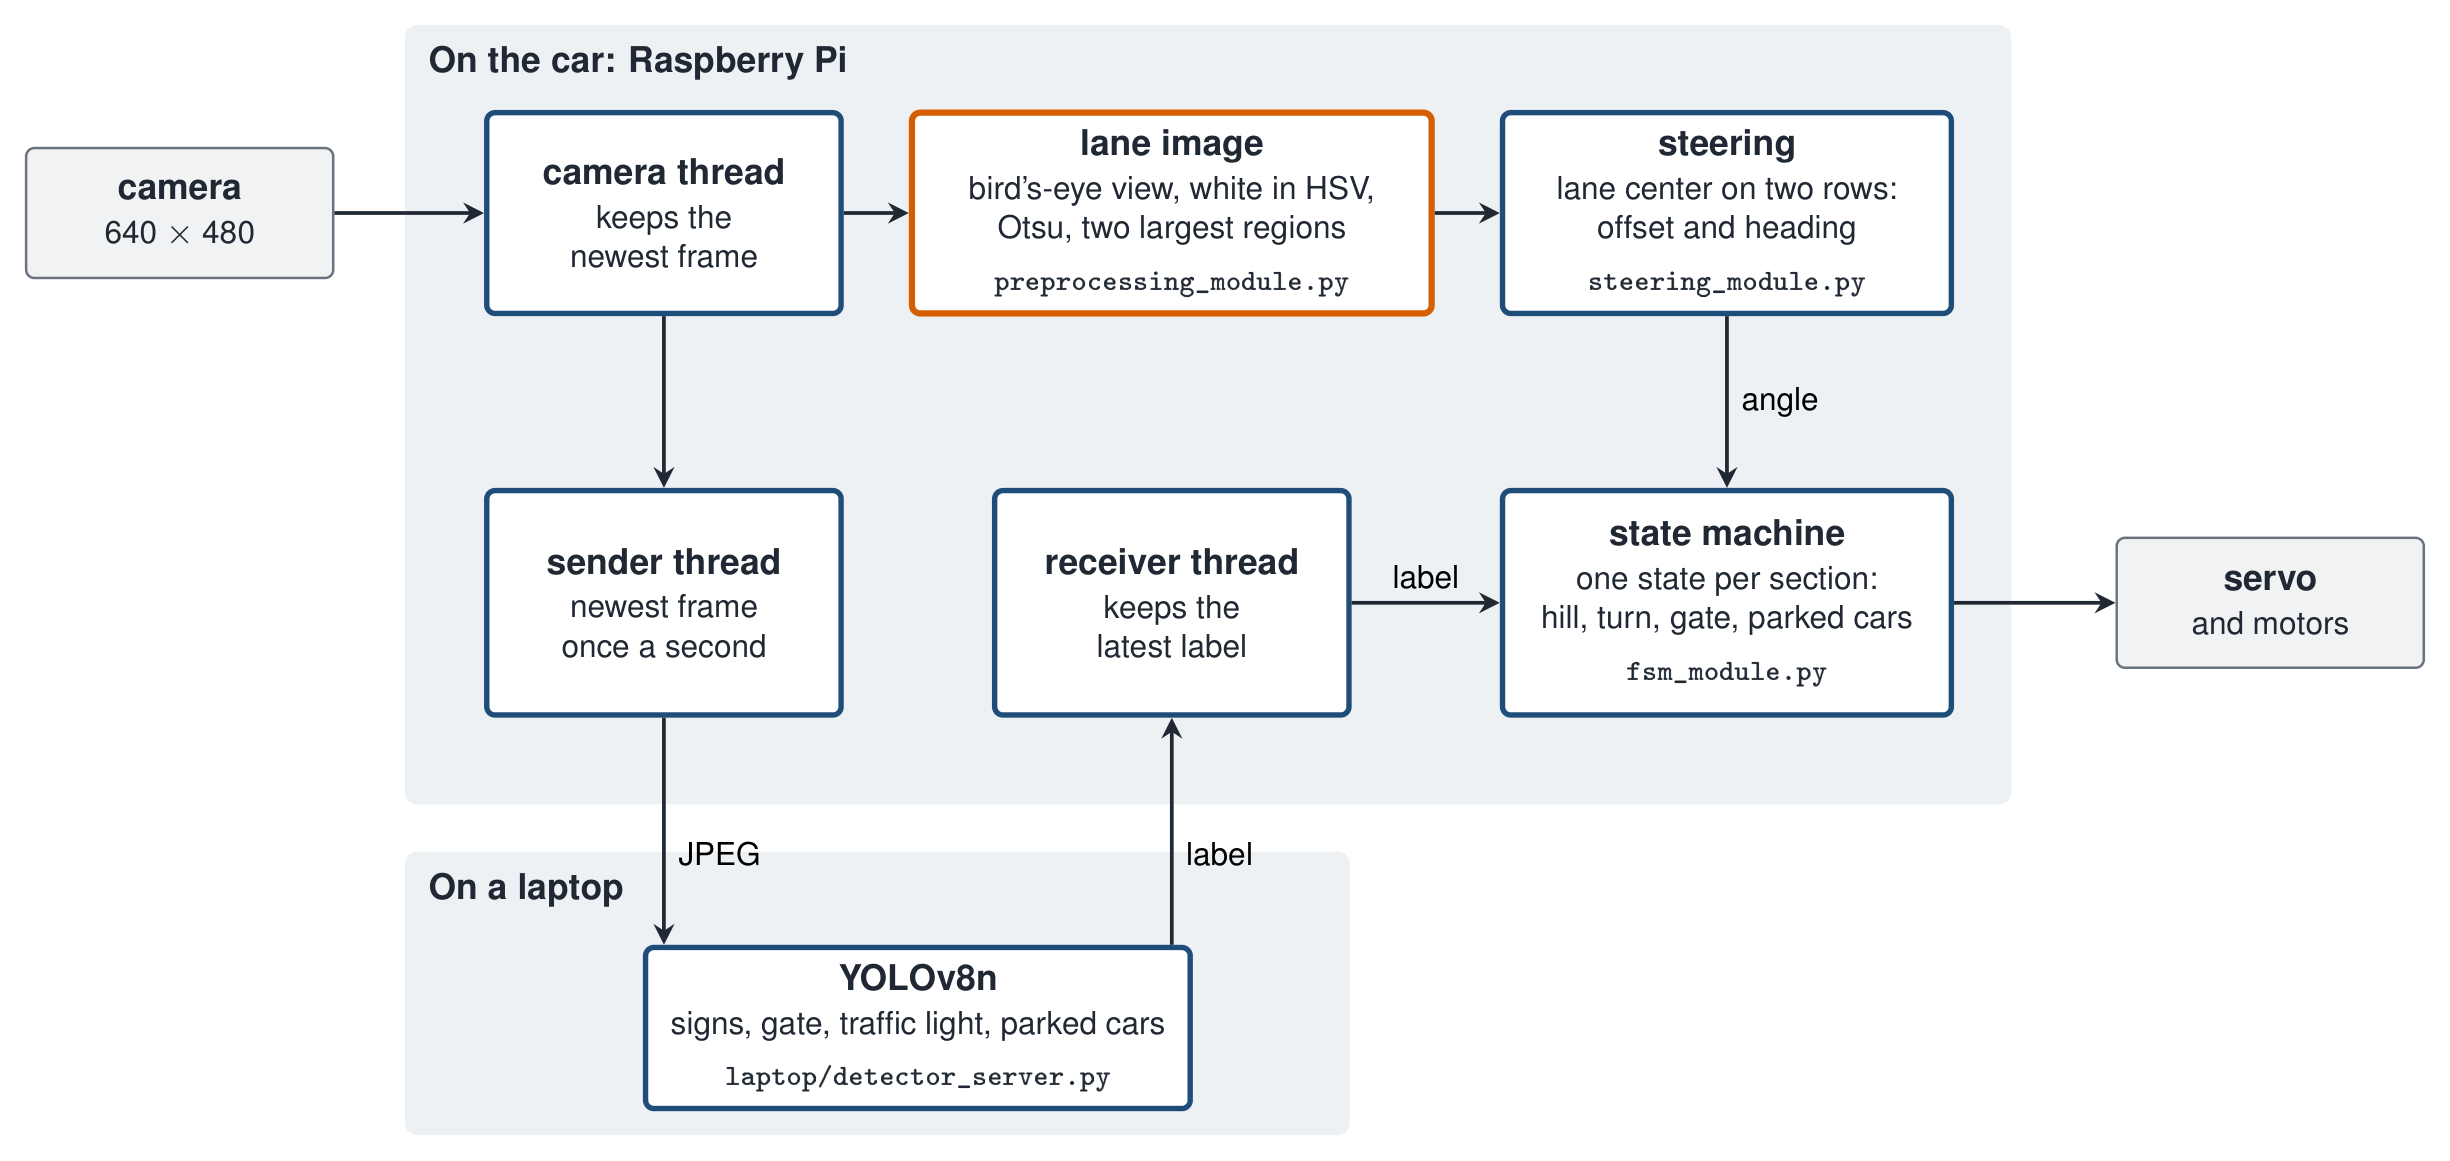 On the car: Raspberry Pi
camera
640 × 480
camera thread
keeps the
newest frame
lane image
bird's-eye view, white in HSV,
Otsu, two largest regions
preprocessing_module.py
steering
lane center on two rows:
offset and heading
steering_module.py
angle
sender thread
newest frame
once a second
receiver thread
keeps the
latest label
label
state machine
one state per section:
hill, turn, gate, parked cars
fsm_module.py
servo
and motors
JPEG
label
On a laptop
YOLOv8n
signs, gate, traffic light, parked cars
laptop/detector_server.py